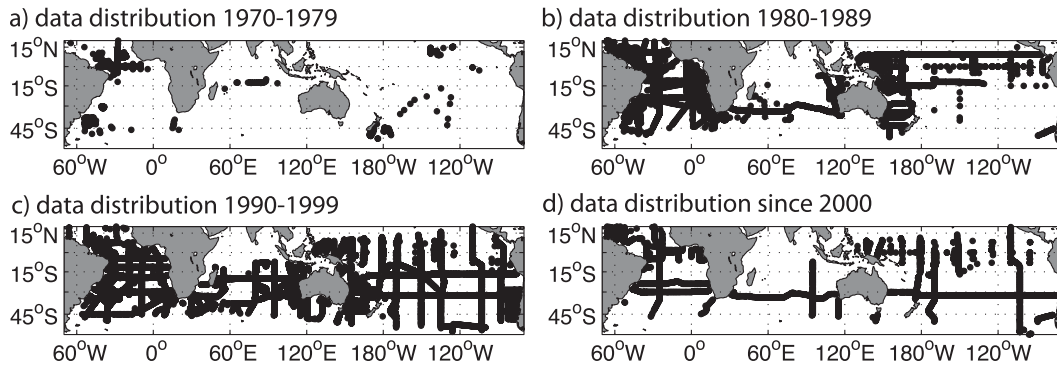 a) data distribution 1970-1979
15°N
15°S
45°S
60°W 0° 60°E 120°E 180°W 120°W
b) data distribution 1980-1989
15°N
15°S
45°S
60°W 0° 60°E 120°E 180°W 120°W
c) data distribution 1990-1999
15°N
15°S
45°S
60°W 0° 60°E 120°E 180°W 120°W
d) data distribution since 2000
15°N
15°S
45°S
60°W 0° 60°E 120°E 180°W 120°W